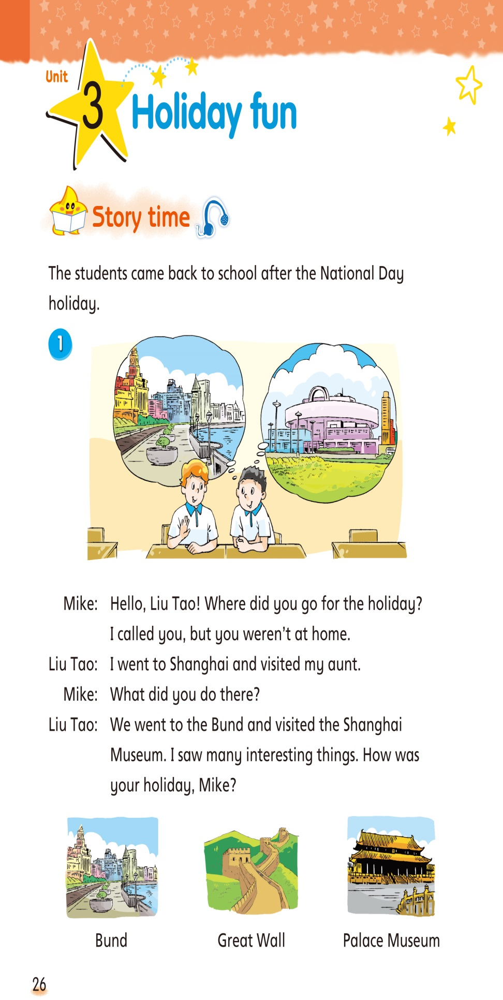 Unit
3
Holiday fun
Story time
The students came back to school after the National Day
holiday.
1
Mike: Hello, Liu Tao! Where did you go for the holiday?
I called you, but you weren't at home.
Liu Tao: I went to Shanghai and visited my aunt.
Mike: What did you do there?
Liu Tao: We went to the Bund and visited the Shanghai
Museum. I saw many interesting things. How was
your holiday, Mike?
Bund
Great Wall
Palace Museum
26